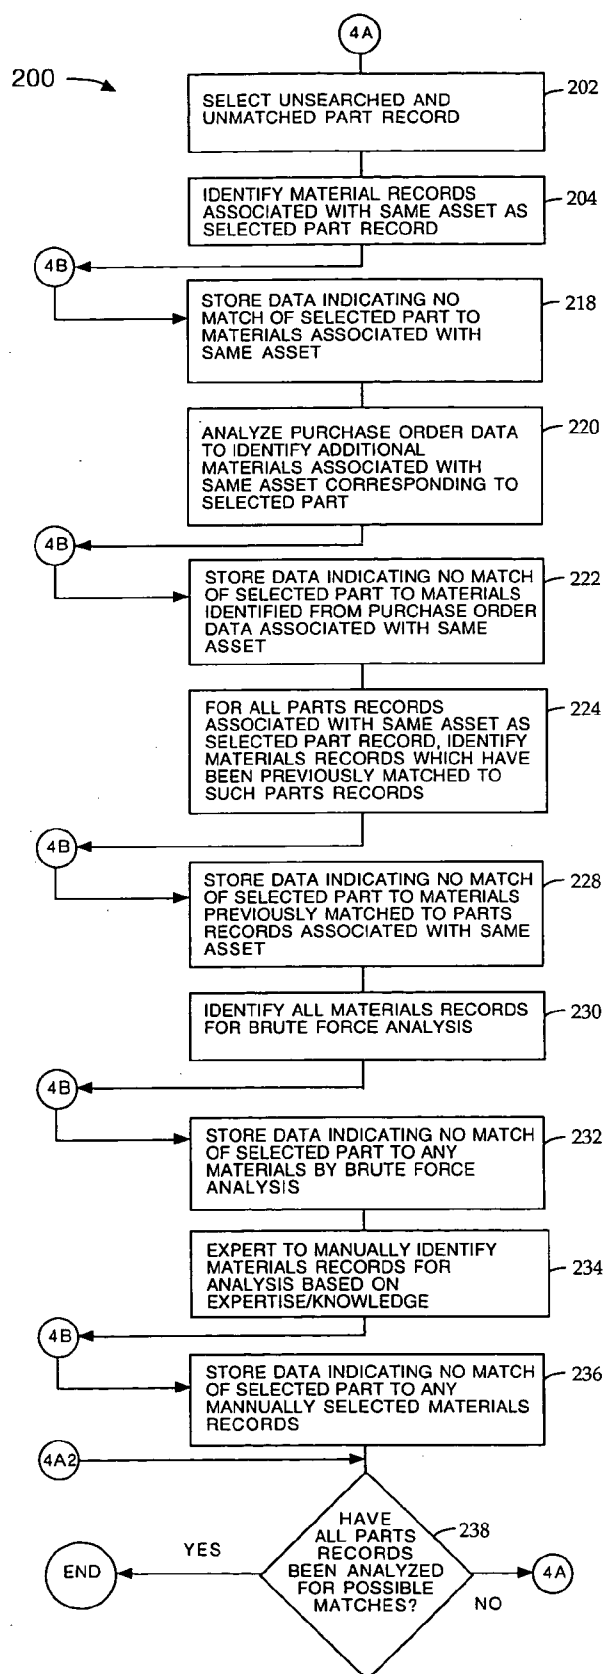 4A
200
SELECT UNSEARCHED AND
UNMATCHED PART RECORD
202
IDENTIFY MATERIAL RECORDS
ASSOCIATED WITH SAME ASSET AS
SELECTED PART RECORD
204
4B
STORE DATA INDICATING NO
MATCH OF SELECTED PART TO
MATERIALS ASSOCIATED WITH
SAME ASSET
218
ANALYZE PURCHASE ORDER DATA
TO IDENTIFY ADDITIONAL
MATERIALS ASSOCIATED WITH
SAME ASSET CORRESPONDING TO
SELECTED PART
220
4B
STORE DATA INDICATING NO MATCH
OF SELECTED PART TO MATERIALS
IDENTIFIED FROM PURCHASE ORDER
DATA ASSOCIATED WITH SAME
ASSET
222
FOR ALL PARTS RECORDS
ASSOCIATED WITH SAME ASSET AS
SELECTED PART RECORD, IDENTIFY
MATERIALS RECORDS WHICH HAVE
BEEN PREVIOUSLY MATCHED TO
SUCH PARTS RECORDS
224
4B
STORE DATA INDICATING NO MATCH
OF SELECTED PART TO MATERIALS
PREVIOUSLY MATCHED TO PARTS
RECORDS ASSOCIATED WITH SAME
ASSET
228
IDENTIFY ALL MATERIALS RECORDS
FOR BRUTE FORCE ANALYSIS
230
4B
STORE DATA INDICATING NO MATCH
OF SELECTED PART TO ANY
MATERIALS BY BRUTE FORCE
ANALYSIS
232
EXPERT TO MANUALLY IDENTIFY
MATERIALS RECORDS FOR
ANALYSIS BASED ON
EXPERTISE/KNOWLEDGE
234
4B
STORE DATA INDICATING NO MATCH
OF SELECTED PART TO ANY
MANNUALLY SELECTED MATERIALS
RECORDS
236
4A2
HAVE
ALL PARTS
RECORDS
BEEN ANALYZED
FOR POSSIBLE
MATCHES?
238
YES
END
NO
4A